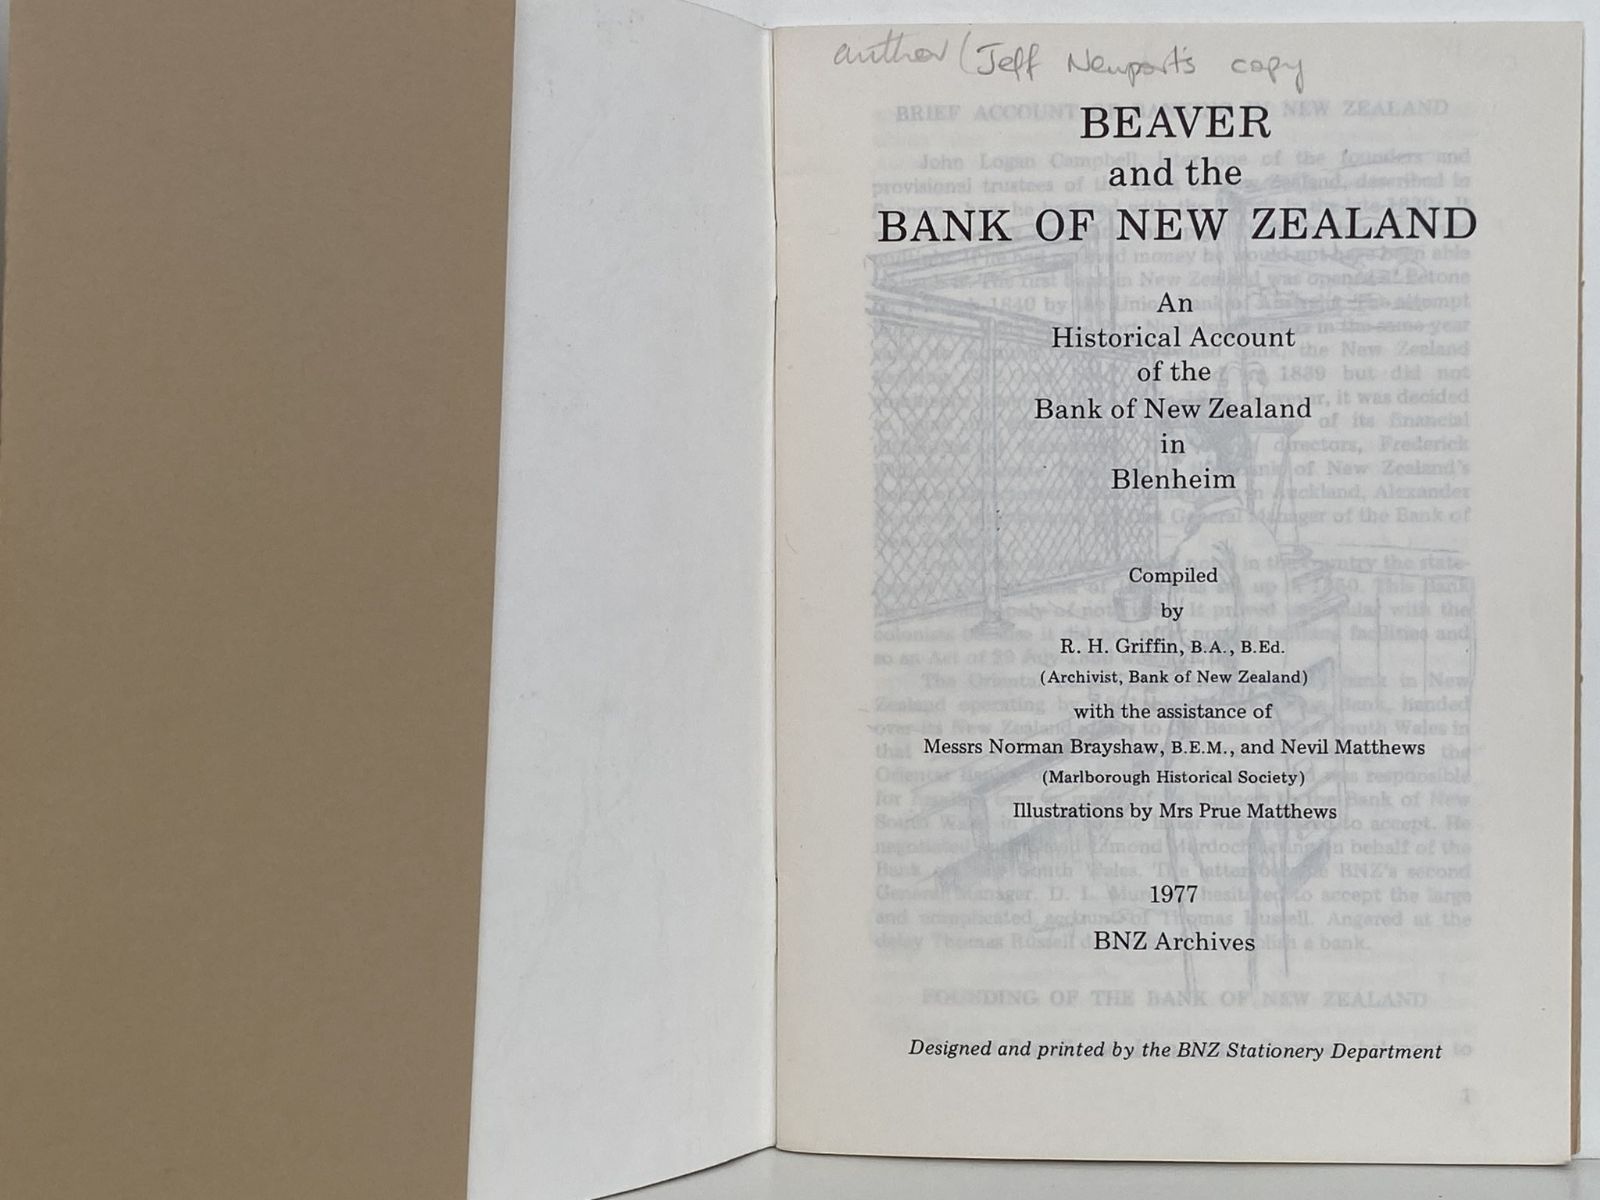 author (Jeff Newport's copy
BEAVER
and the
BANK OF NEW ZEALAND
An
Historical Account
of the
Bank of New Zealand
in
Blenheim
Compiled
by
R. H. Griffin, B.A., B.Ed.
(Archivist, Bank of New Zealand)
with the assistance of
Messrs Norman Brayshaw, B.E.M., and Nevil Matthews
(Marlborough Historical Society)
Illustrations by Mrs Prue Matthews
1977
BNZ Archives
Designed and printed by the BNZ Stationery Department